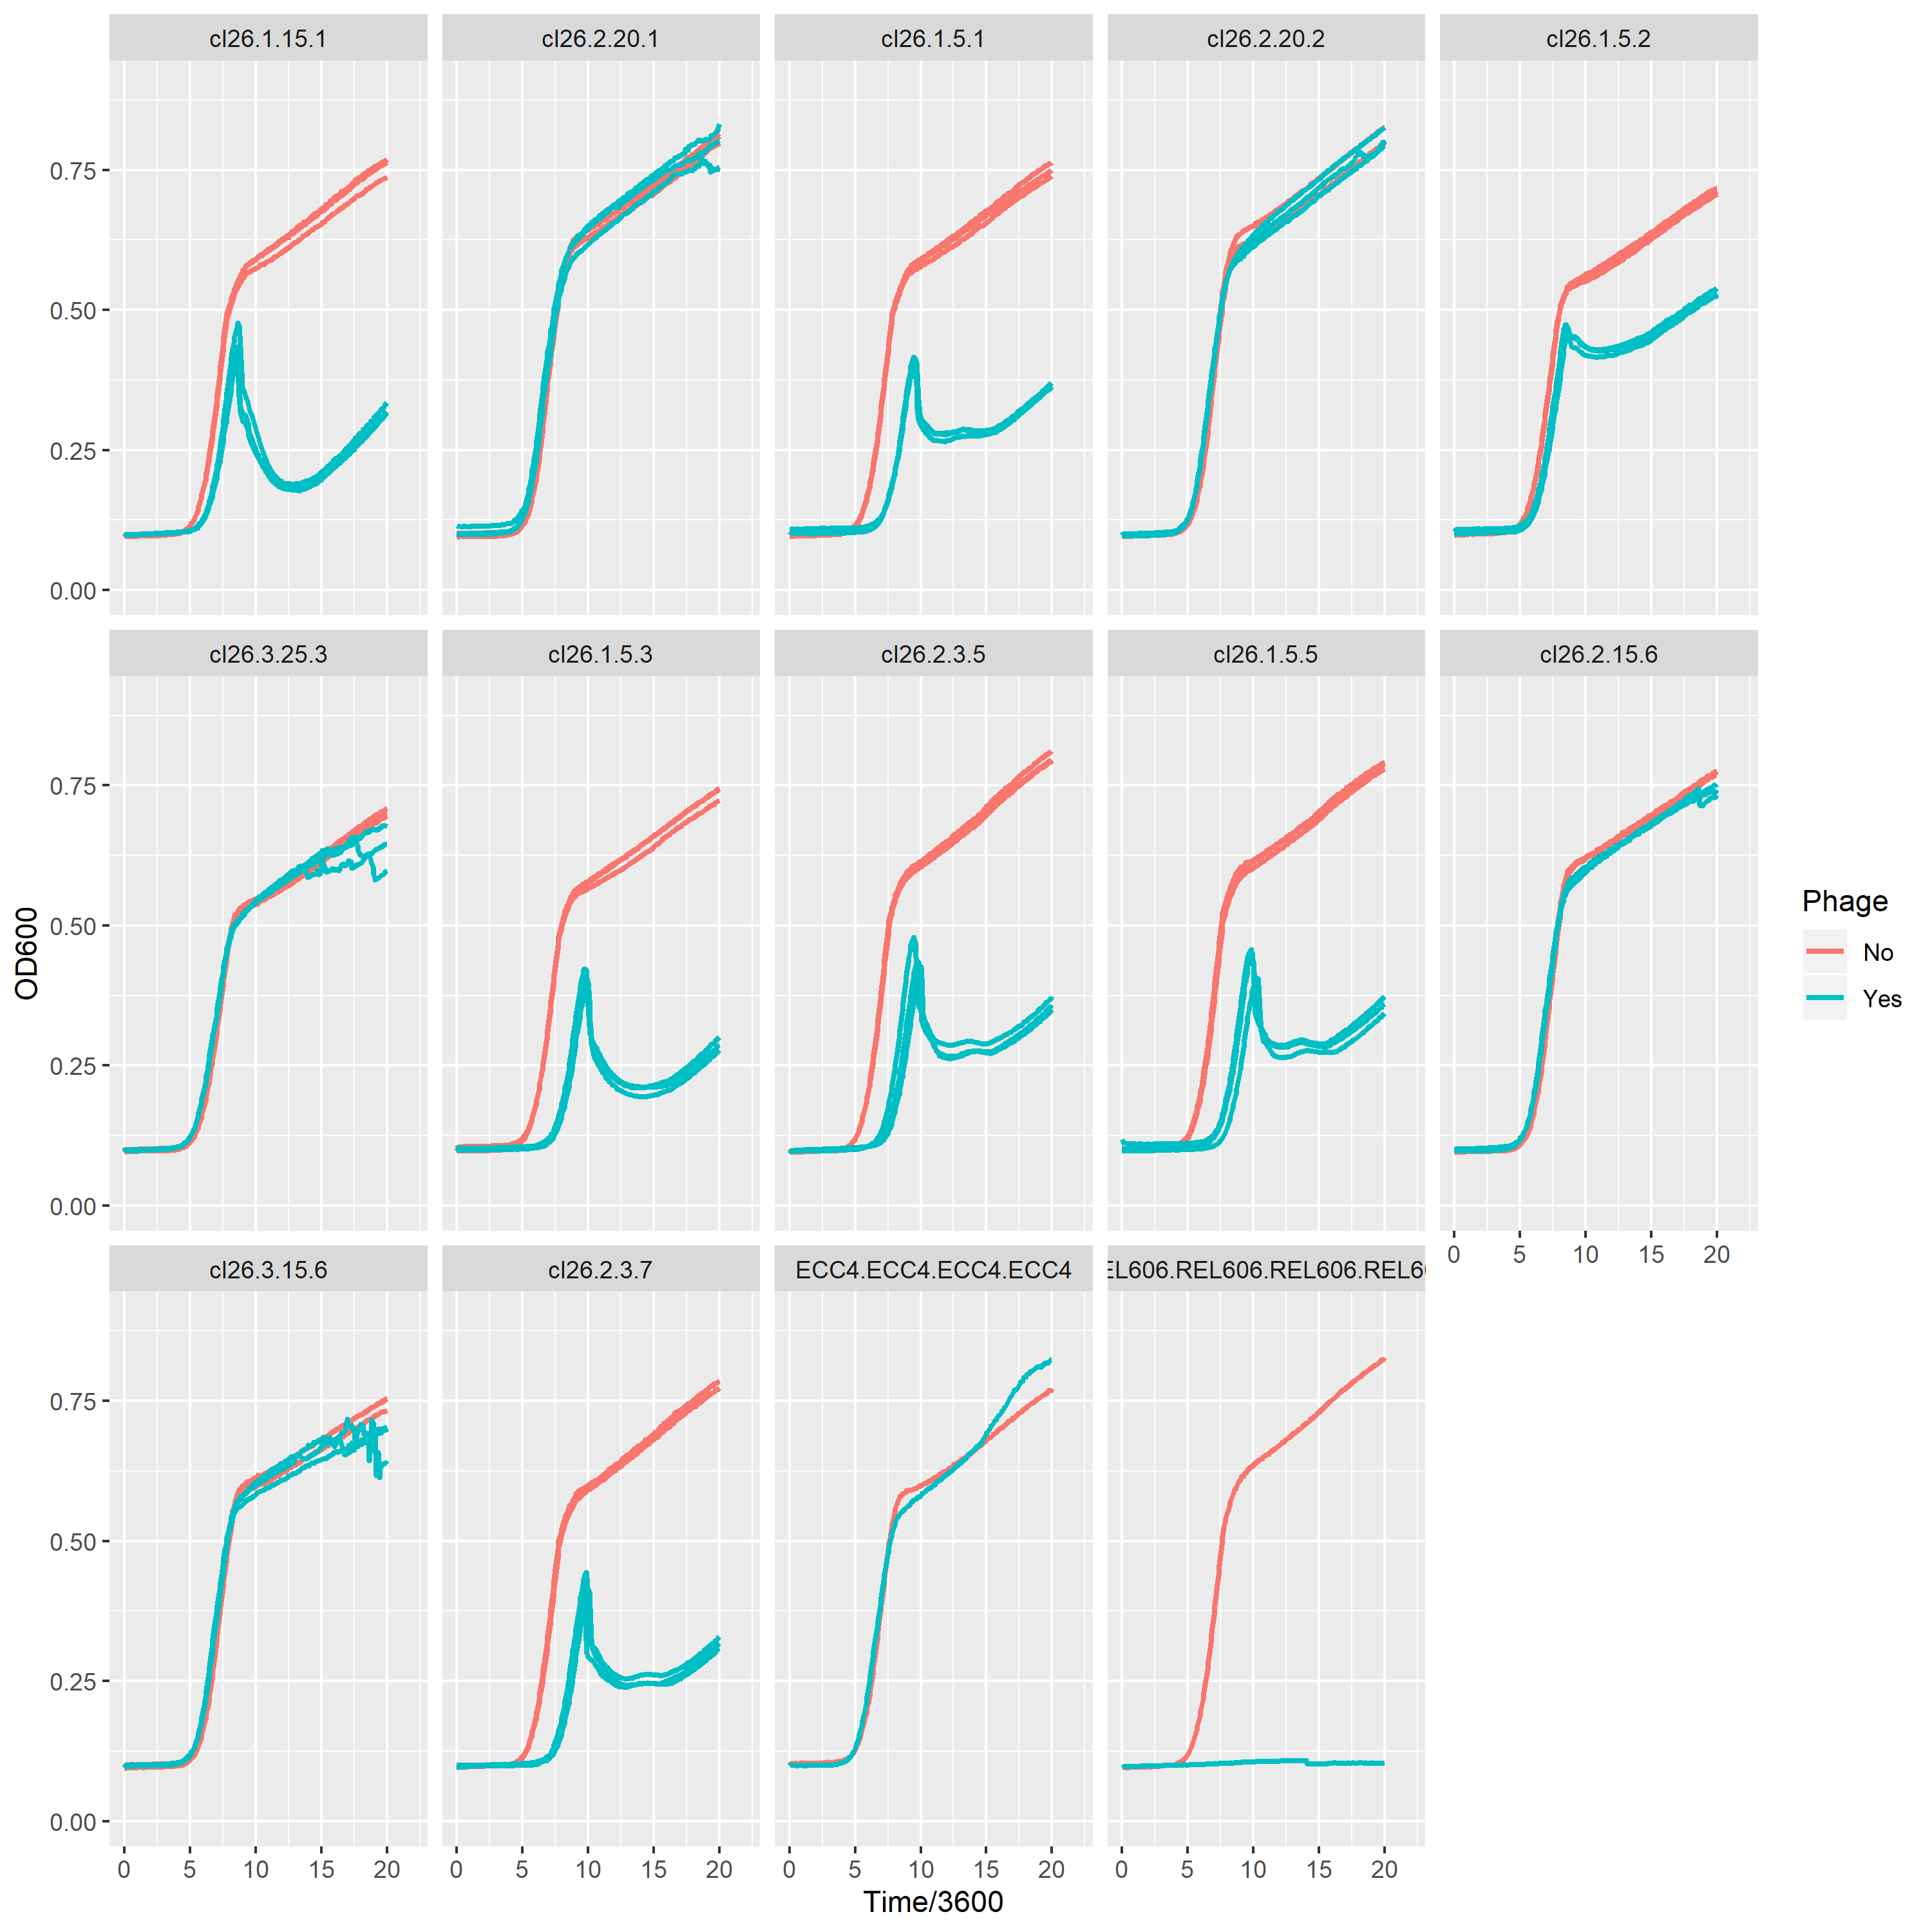 cl26.1.15.1 cl26.2.20.1 cl26.1.5.1 cl26.2.20.2 cl26.1.5.2
0.75
0.50
0.25
0.00
cl26.3.25.3 cl26.1.5.3 cl26.2.3.5 cl26.1.5.5 cl26.2.15.6
0.75
0.50
0.25
0.00
0 5 10 15 20
cl26.3.15.6 cl26.2.3.7 ECC4.ECC4.ECC4.ECC4 EL606.REL606.REL606.REL60
0.75
0.50
0.25
0.00
0 5 10 15 20 0 5 10 15 20 0 5 10 15 20 0 5 10 15 20
Time/3600
OD600
Phage
No
Yes